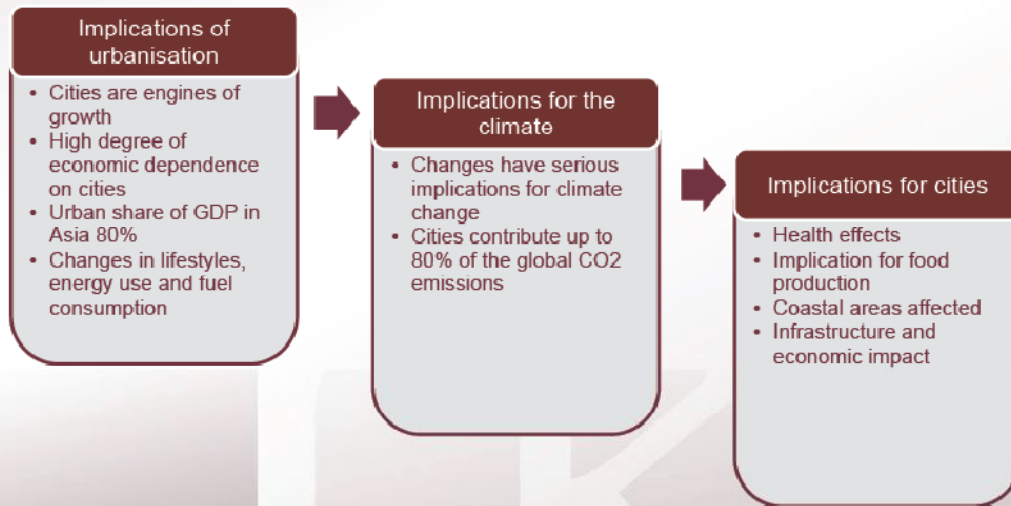 Implications of
urbanisation
• Cities are engines of
growth
• High degree of
economic dependence
on cities
• Urban share of GDP in
Asia 80%
• Changes in lifestyles,
energy use and fuel
consumption
Implications for the
climate
• Changes have serious
implications for climate
change
• Cities contribute up to
80% of the global CO2
emissions
Implications for cities
• Health effects
• Implication for food
production
• Coastal areas affected
• Infrastructure and
economic impact